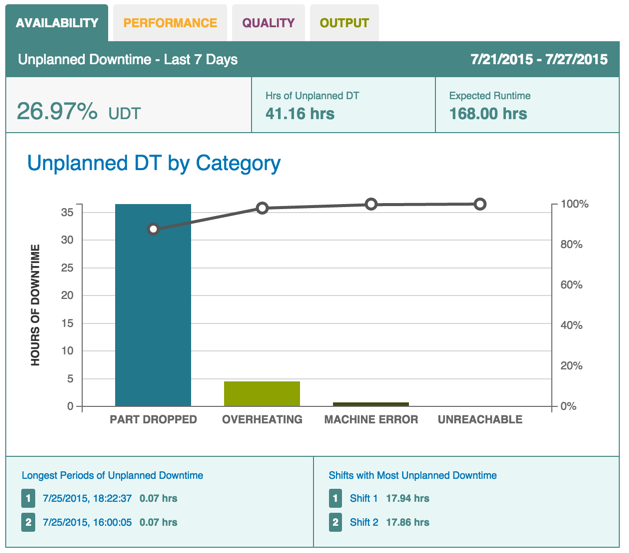 AVAILABILITY PERFORMANCE QUALITY OUTPUT
Unplanned Downtime - Last 7 Days 7/21/2015 - 7/27/2015
26.97% UDT
Hrs of Unplanned DT
41.16 hrs
Expected Runtime
168.00 hrs
Unplanned DT by Category
HOURS OF DOWNTIME
35
30
25
20
15
10
5
0
100%
80%
60%
40%
20%
0%
PART DROPPED OVERHEATING MACHINE ERROR UNREACHABLE
Longest Periods of Unplanned Downtime
1 7/25/2015, 18:22:37 0.07 hrs
2 7/25/2015, 16:00:05 0.07 hrs
Shifts with Most Unplanned Downtime
1 Shift 1 17.94 hrs
2 Shift 2 17.86 hrs